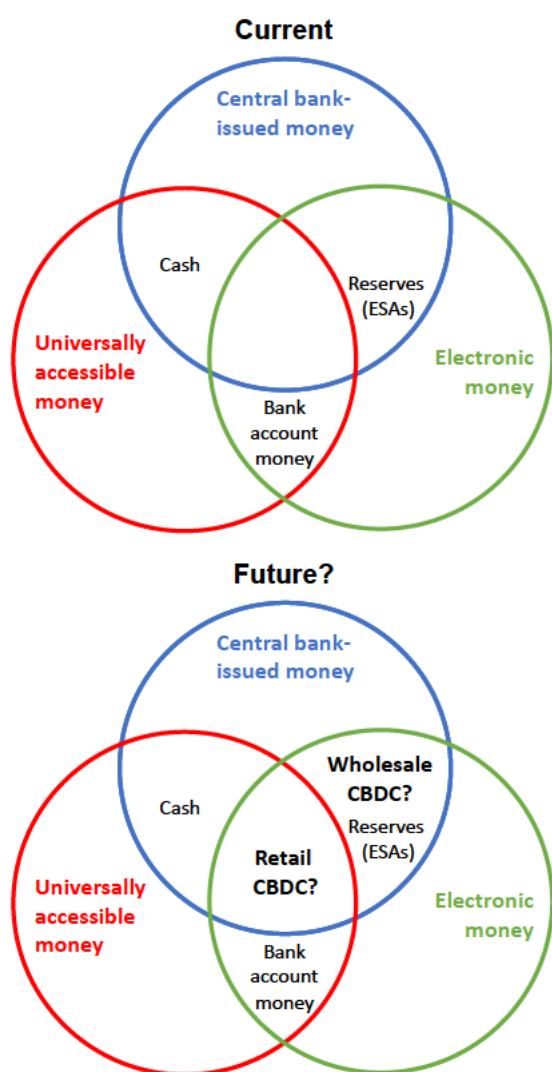 Current
Central bank-
issued money
Cash
Reserves
(ESAs)
Universally
accessible
money
Electronic
money
Bank
account
money
Future?
Central bank-
issued money
Wholesale
CBDC?
Cash
Reserves
(ESAs)
Retail
CBDC?
Universally
accessible
money
Electronic
money
Bank
account
money